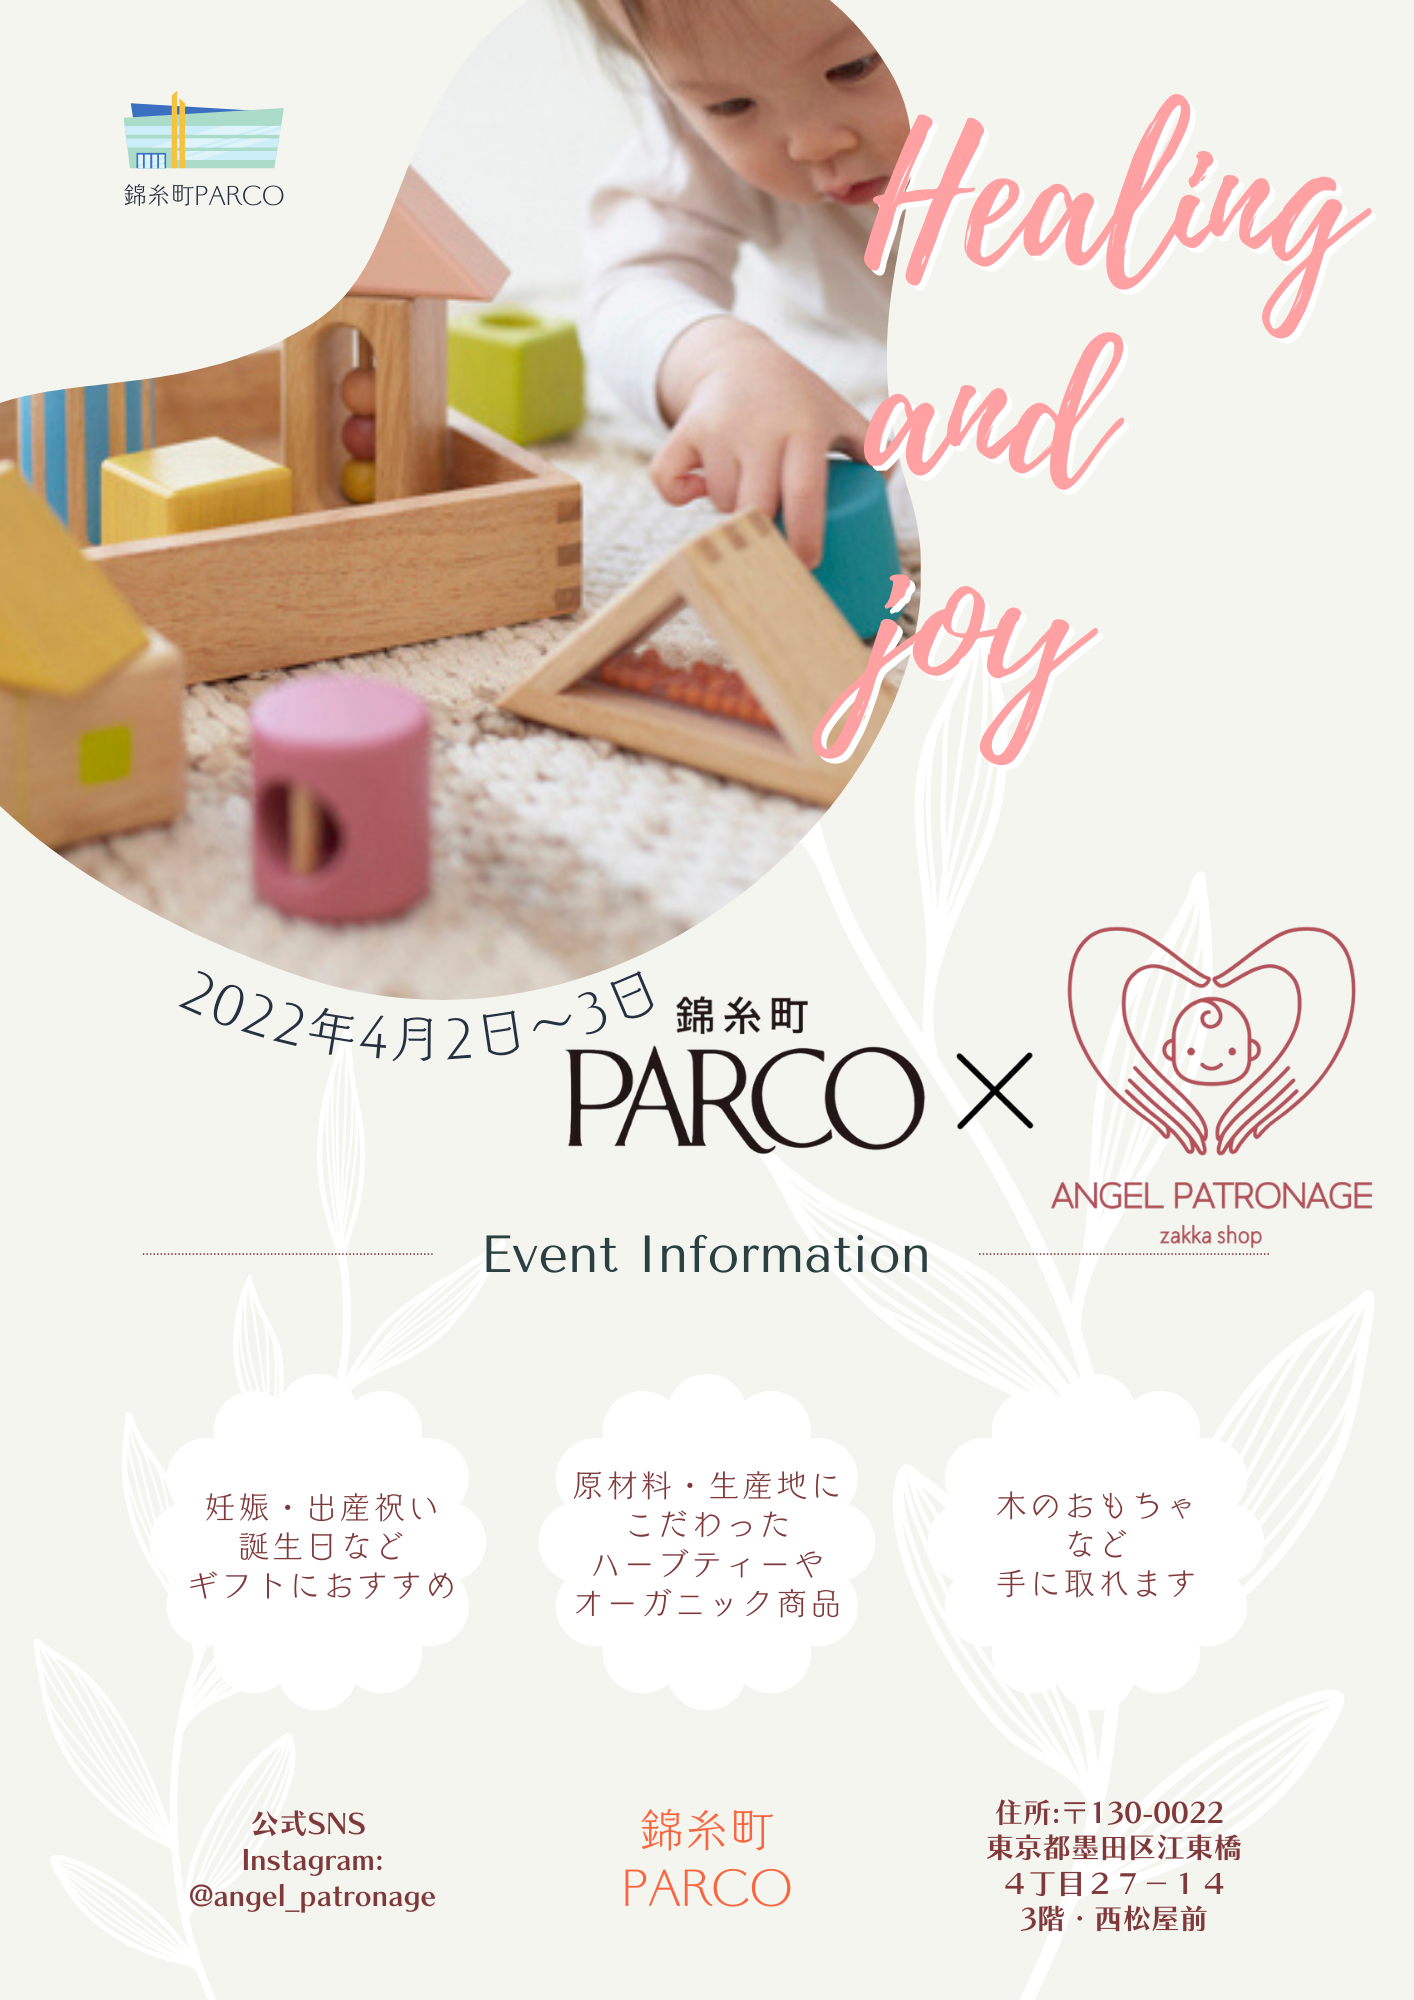 錦糸町PARCO
Healing
and
joy
2022年4月2日～3日
錦糸町
PARCO
×
ANGEL PATRONAGE
zakka shop
Event Information
妊娠・出産祝い
誕生日など
ギフトにおすすめ
原材料・生産地に
こだわった
ハーブティーや
オーガニック商品
木のおもちゃ
など
手に取れます
公式SNS
Instagram:
@angel_patronage
錦糸町
PARCO
住所:〒130-0022
東京都墨田区江東橋
４丁目２７－１４
3階・西松屋前